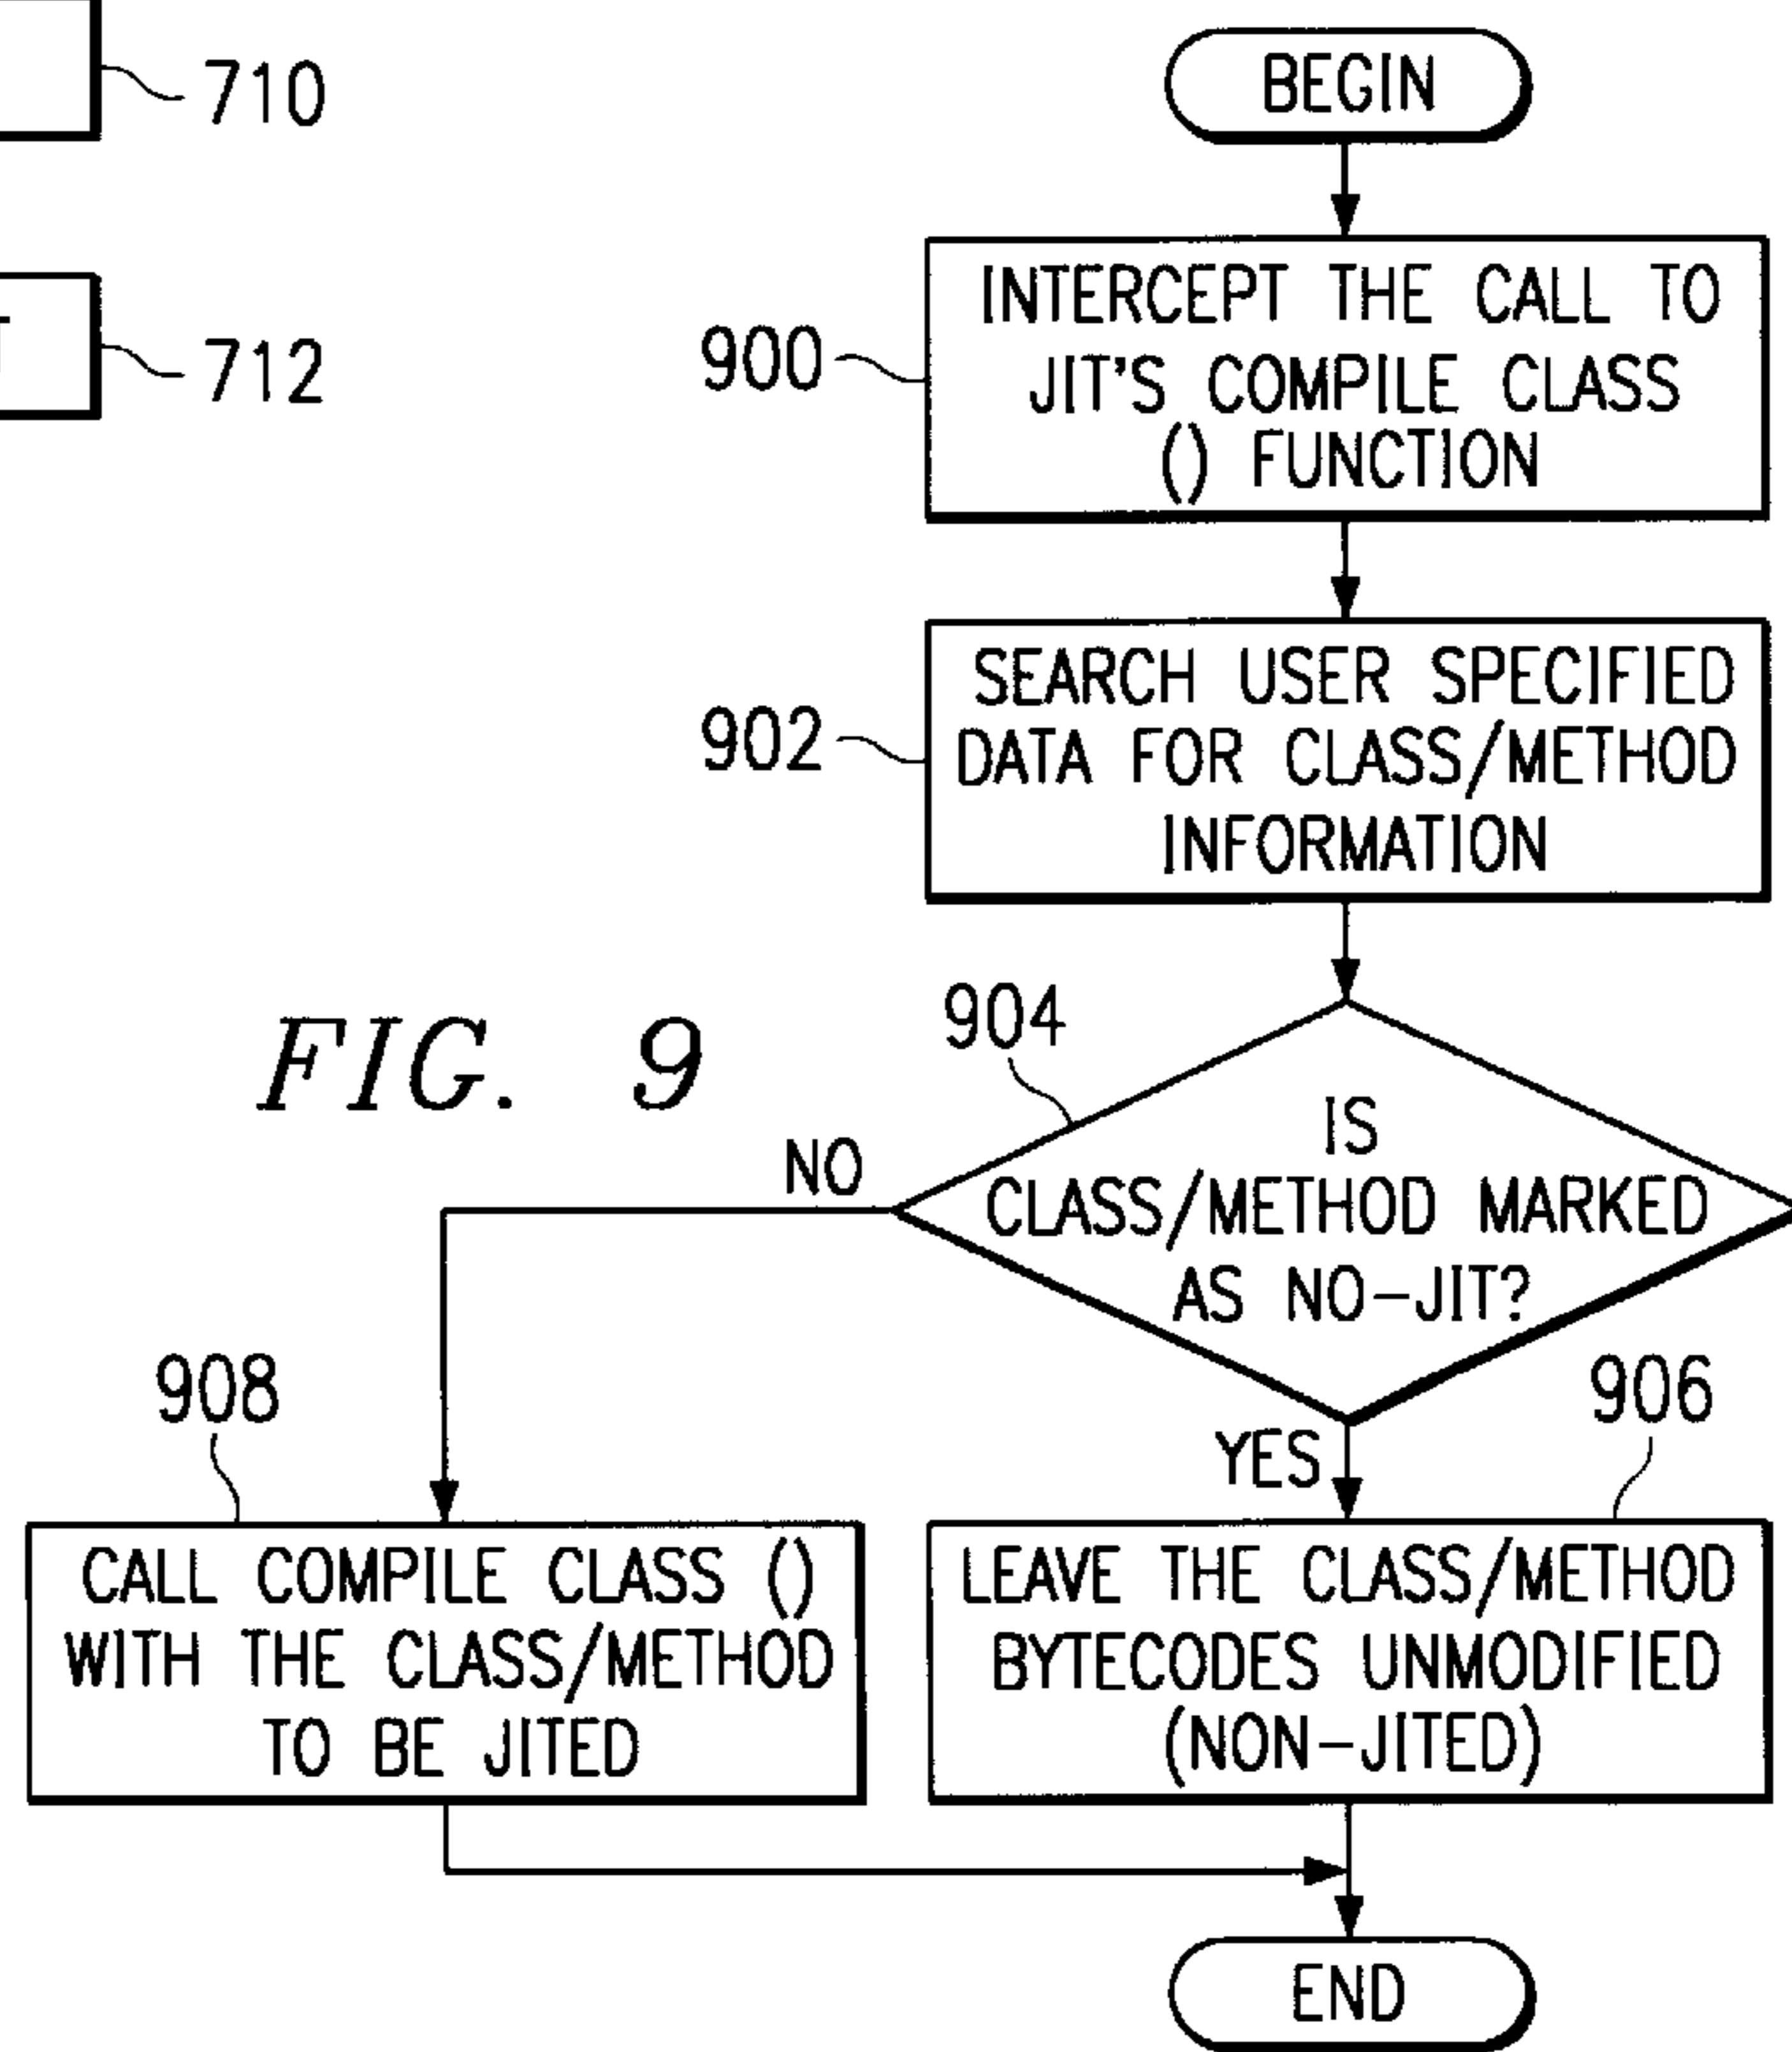 710
712
BEGIN
900
INTERCEPT THE CALL TO
JIT'S COMPILE CLASS
() FUNCTION
902
SEARCH USER SPECIFIED
DATA FOR CLASS/METHOD
INFORMATION
FIG. 9
904
IS
CLASS/METHOD MARKED
AS NO-JIT?
NO
YES
908
CALL COMPILE CLASS ()
WITH THE CLASS/METHOD
TO BE JITED
906
LEAVE THE CLASS/METHOD
BYTECODES UNMODIFIED
(NON-JITED)
END